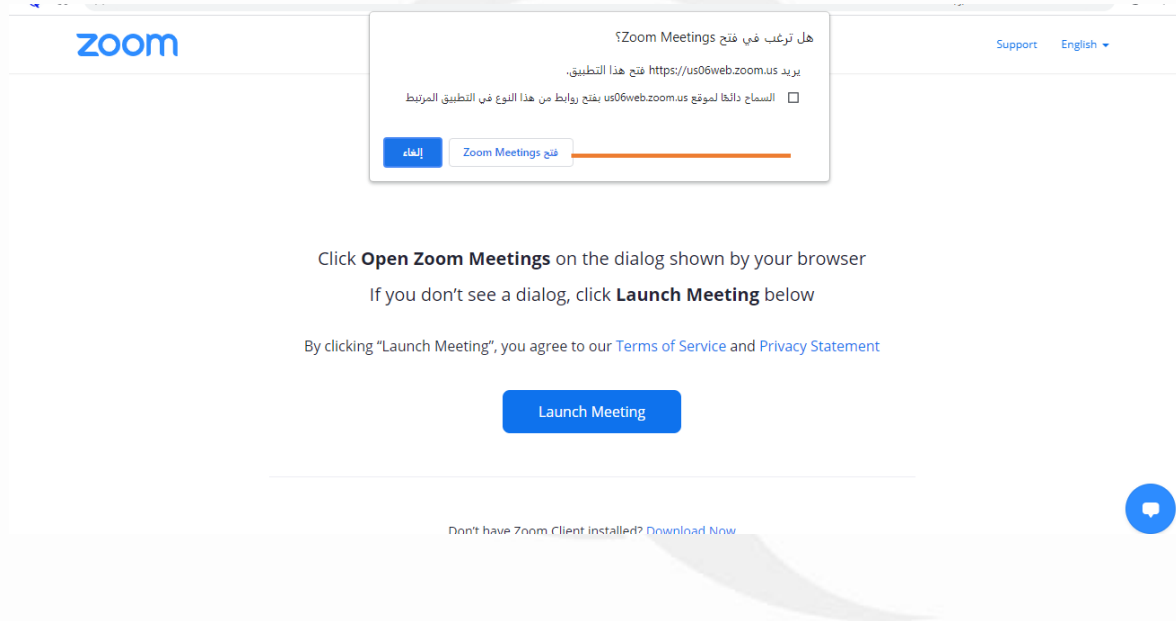 zoom
Support
English
هل ترغب في فتح Zoom Meetings؟
يريد https://us06web.zoom.us فتح هذا التطبيق.
السماح دائمًا لموقع us06web.zoom.us بفتح روابط من هذا النوع في التطبيق المرتبط
فتح Zoom Meetings
إلغاء
Click Open Zoom Meetings on the dialog shown by your browser
If you don’t see a dialog, click Launch Meeting below
By clicking “Launch Meeting”, you agree to our Terms of Service and Privacy Statement
Launch Meeting
Don't have Zoom Client installed? Download Now